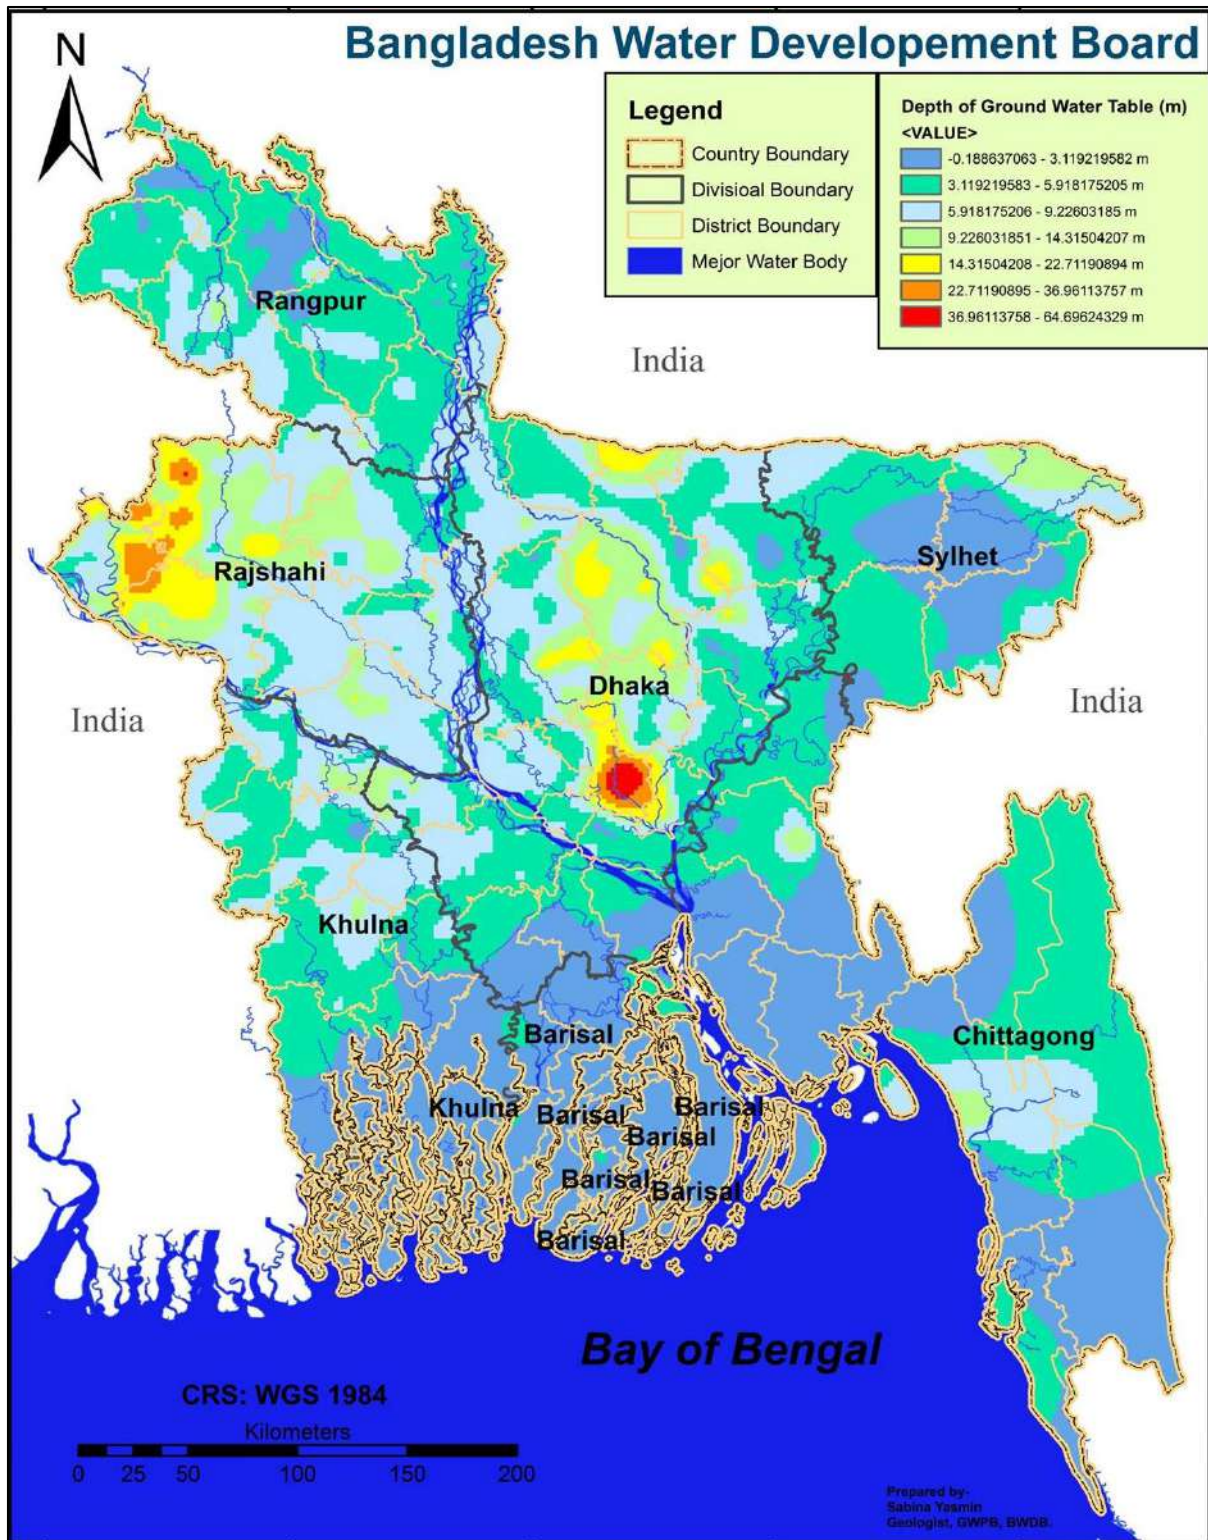 Bangladesh Water Developement Board
N
Legend
Country Boundary
Divisioal Boundary
District Boundary
Mejor Water Body
Depth of Ground Water Table (m)
<VALUE>
-0.188637063 - 3.119219582 m
3.119219583 - 5.918175205 m
5.918175206 - 9.22603185 m
9.226031851 - 14.31504207 m
14.31504208 - 22.71190894 m
22.71190895 - 36.96113757 m
36.96113758 - 64.69624329 m
Rangpur
India
Sylhet
Rajshahi
Dhaka
India
India
Khulna
Barisal
Chittagong
Khulna
Barisal
Barisal
Barisal
Barisal
Barisal
Barisal
Bay of Bengal
CRS: WGS 1984
Kilometers
0 25 50 100 150 200
Prepared by-
Sabina Yasmin
Geologist, GWPB, BWDB.